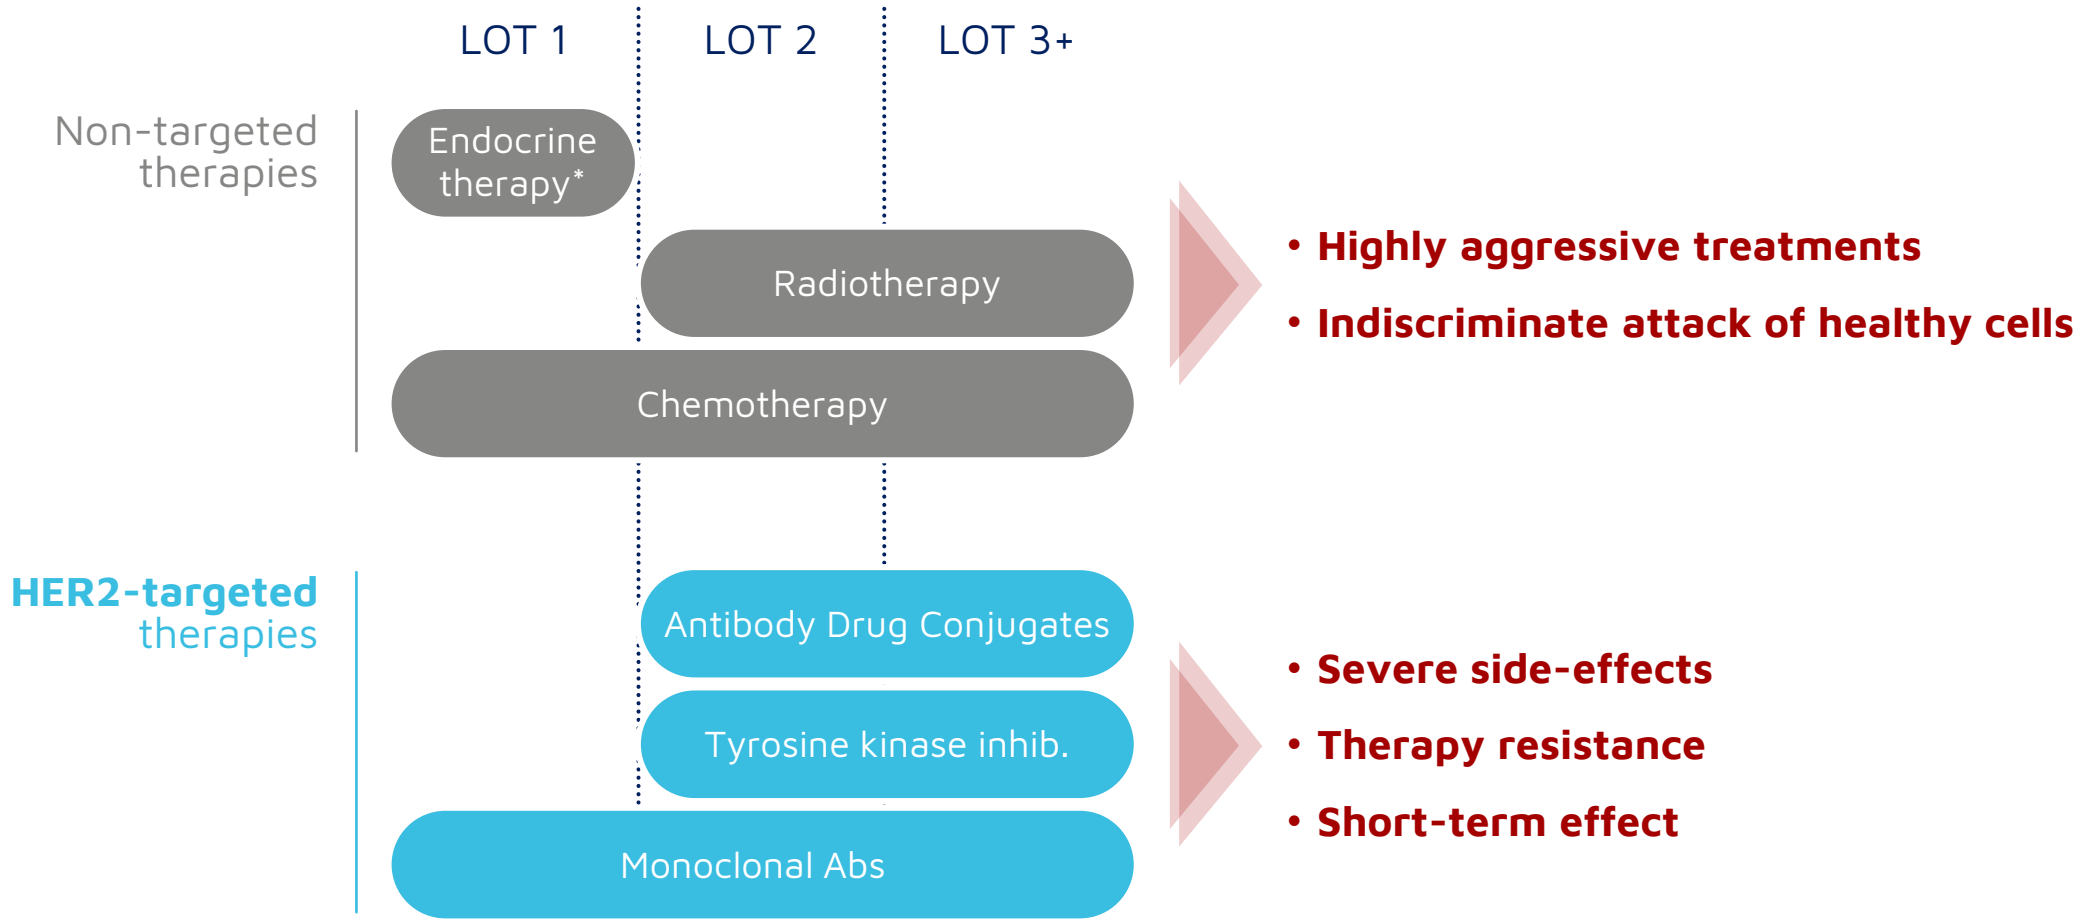 LOT 1
LOT 2
LOT 3+
Non-targeted
therapies
Endocrine
therapy*
Radiotherapy
Chemotherapy
• Highly aggressive treatments
• Indiscriminate attack of healthy cells
HER2-targeted
therapies
Antibody Drug Conjugates
Tyrosine kinase inhib.
Monoclonal Abs
• Severe side-effects
• Therapy resistance
• Short-term effect